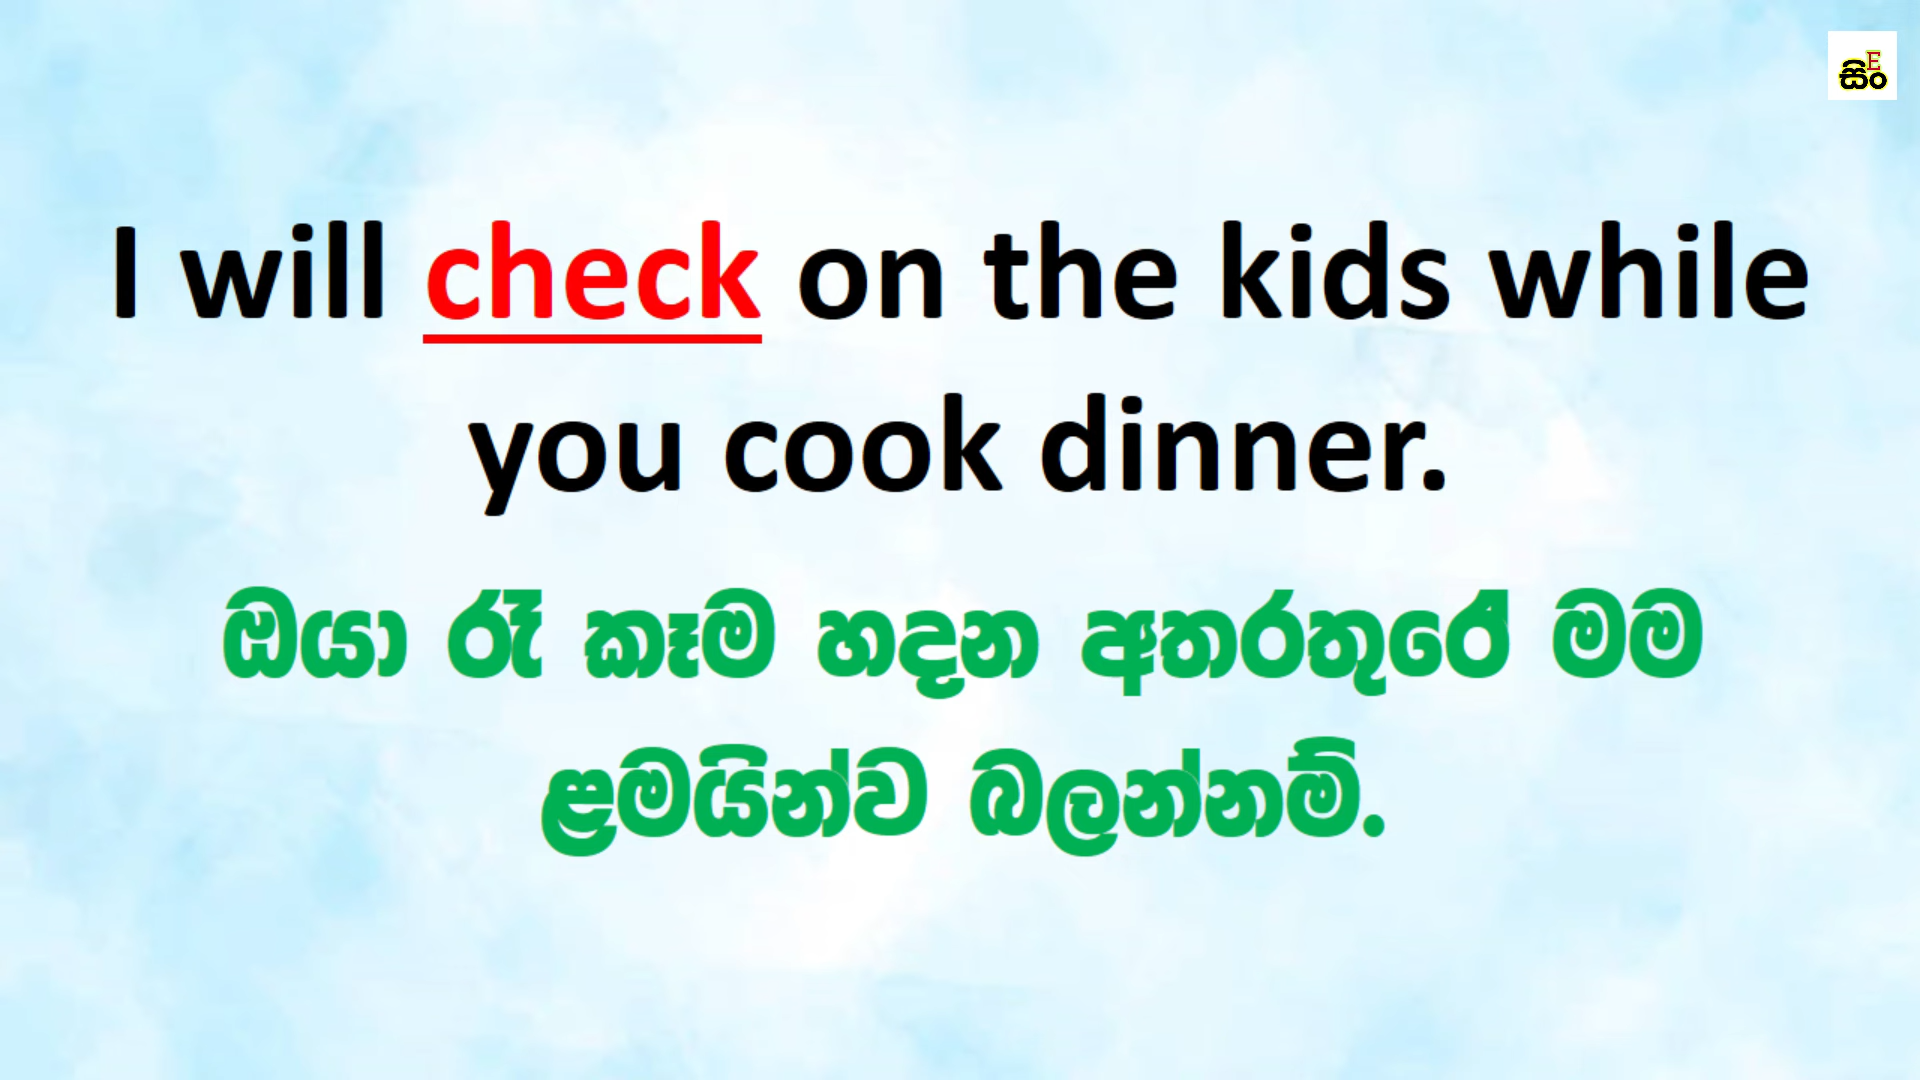 සිංE
I will check on the kids while
you cook dinner.
ඔයා රෑ කෑම හදන අතරතුරේ මම
ළමයින්ව බලන්නම්.